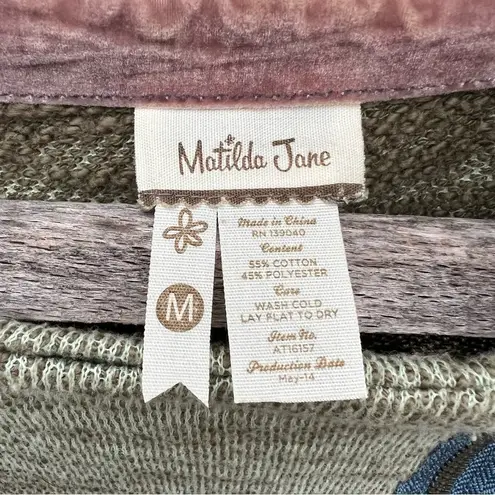 Matilda Jane
M
Made in China
RN 139040
Content
55% COTTON
45% POLYESTER
Care
WASH COLD
LAY FLAT TO DRY
Item No.
AT16157
Production Date
May-14